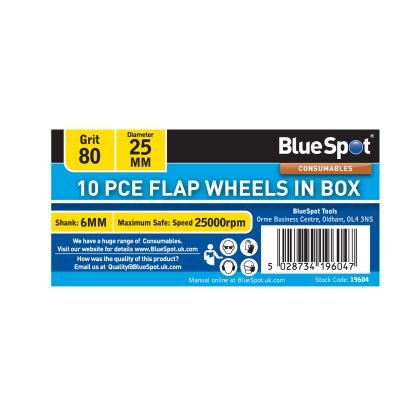 Grit
80
Diameter
25
MM
BlueSpot®
CONSUMABLES
10 PCE FLAP WHEELS IN BOX
Shank: 6MM
Maximum Safe: Speed 25000rpm
BlueSpot Tools
Orme Business Centre, Oldham, OL4 3NS
We have a huge range of Consumables.
Visit our website for details www.BlueSpot.uk.com
How was the quality of this product?
Email us at Quality@BlueSpot.uk.com
5 028734 196047
Manual online at BlueSpot.uk.com
Stock Code: 19604